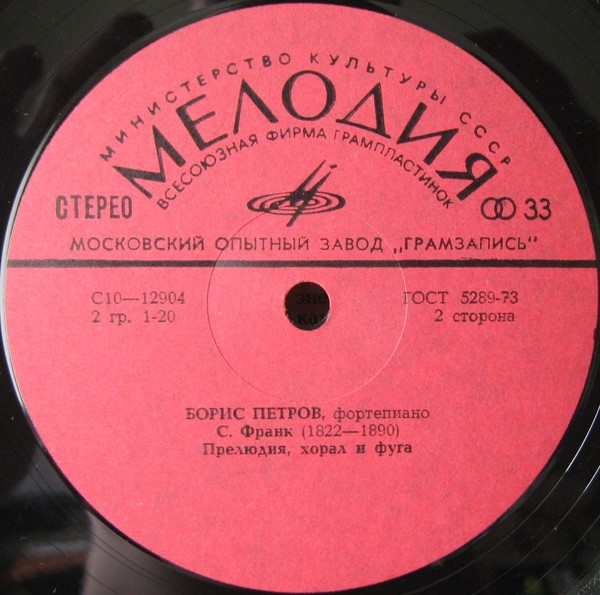 МИНИСТЕРСТВО КУЛЬТУРЫ СССР
МЕЛОДИЯ
ВСЕСОЮЗНАЯ ФИРМА ГРАМПЛАСТИНОК
СТЕРЕО
33
МОСКОВСКИЙ ОПЫТНЫЙ ЗАВОД „ГРАМЗАПИСЬ"
С10—12904
ГОСТ 5289-73
2 гр. 1-20
2 сторона
БОРИС ПЕТРОВ, фортепиано
С. Франк (1822—1890)
Прелюдия, хорал и фуга